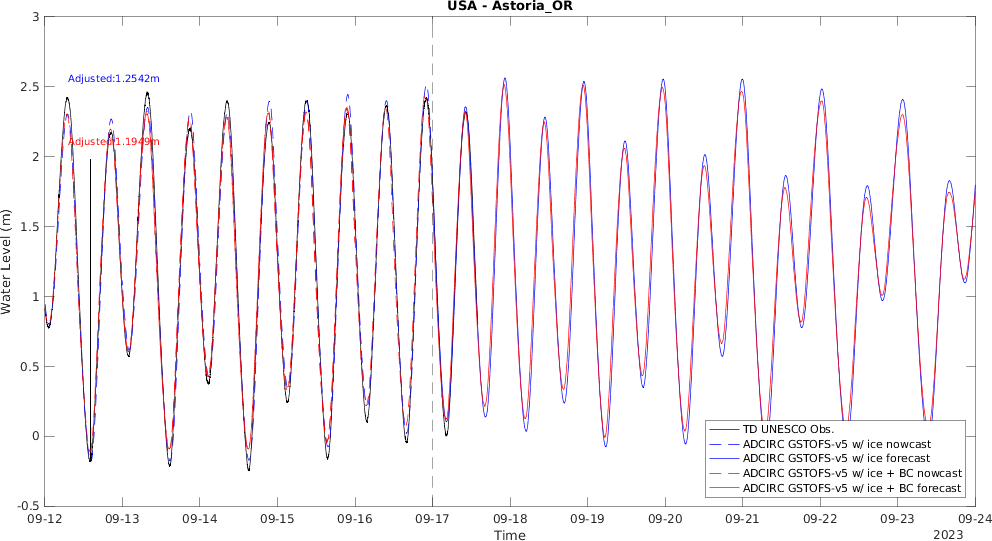 USA - Astoria_OR
3
2.5
2
1.5
1
0.5
0
-0.5
Water Level (m)
Adjusted:1.2542m
Adjusted:1.1949m
TD UNESCO Obs.
ADCIRC GSTOFS-v5 w/ ice nowcast
ADCIRC GSTOFS-v5 w/ ice forecast
ADCIRC GSTOFS-v5 w/ ice + BC nowcast
ADCIRC GSTOFS-v5 w/ ice + BC forecast
09-12 09-13 09-14 09-15 09-16 09-17 09-18 09-19 09-20 09-21 09-22 09-23 09-24
Time
2023